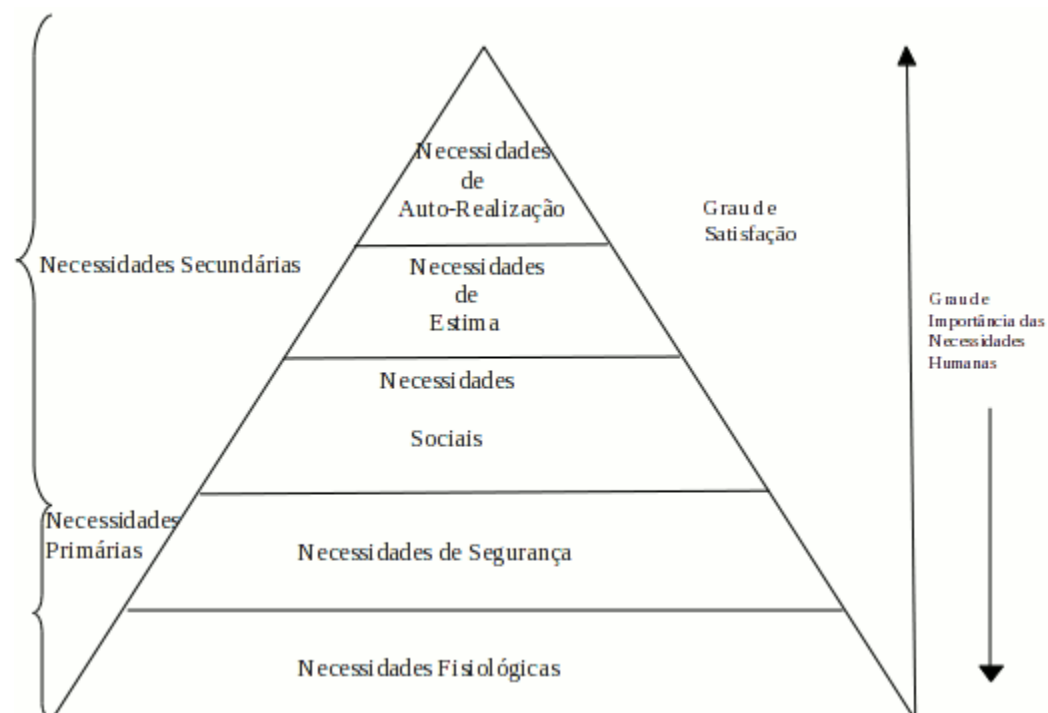 Necessidades
de
Auto-Realização
Grau de
Satisfação
Necessidades Secundárias
Necessidades
de
Estima
Grau de
Importância das
Necessidades
Humanas
Necessidades
Sociais
Necessidades
Primárias
Necessidades de Segurança
Necessidades Fisiológicas